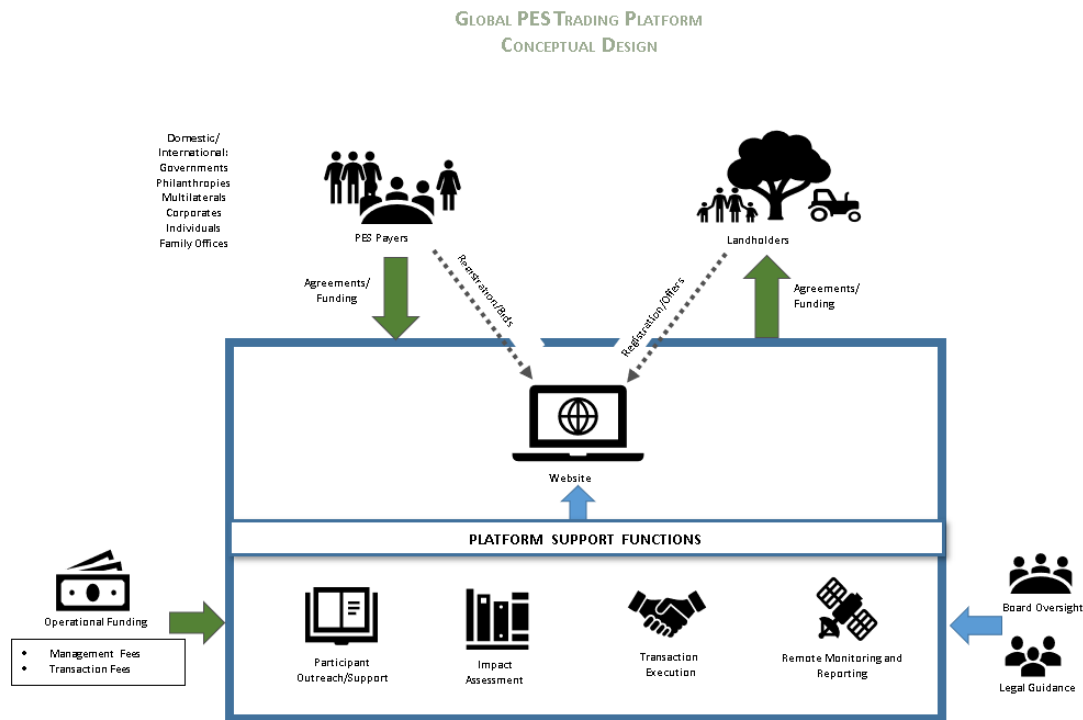 GLOBAL PES TRADING PLATFORM
CONCEPTUAL DESIGN
Domestic/
International:
Governments
Philanthropies
Multilaterals
Corporates
Individuals
Family Offices
PES Payers
Landholders
Agreements/
Funding
Registration/Bids
Registration/Offers
Agreements/
Funding
Website
PLATFORM SUPPORT FUNCTIONS
Operational Funding
• Management Fees
• Transaction Fees
Participant
Outreach/Support
Impact
Assessment
Transaction
Execution
Remote Monitoring and
Reporting
Board Oversight
Legal Guidance